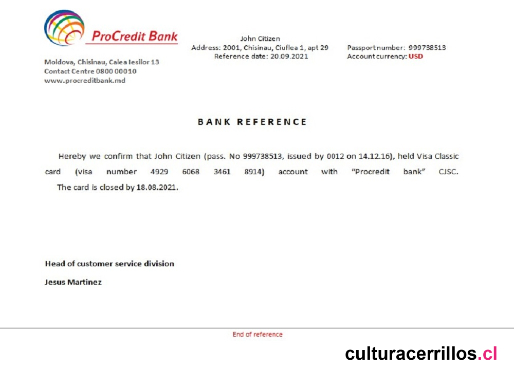 ProCredit Bank
Moldova, Chisinau, Calea Iesilor 13
Contact Centre 0800 00010
www.procreditbank.md
John Citizen
Address: 2001, Chisinau, Ciuflea 1, apt 29
Reference date: 20.09.2021
Passport number: 999738513
Account currency: USD
BANK REFERENCE
Hereby we confirm that John Citizen (pass. No 999738513, issued by 0012 on 14.12.16), held Visa Classic
card (visa number 4929 6068 3461 8914) account with "Procredit bank" CJSC.
The card is closed by 18.08.2021.
Head of customer service division
Jesus Martinez
End of reference
culturacerrillos.cl